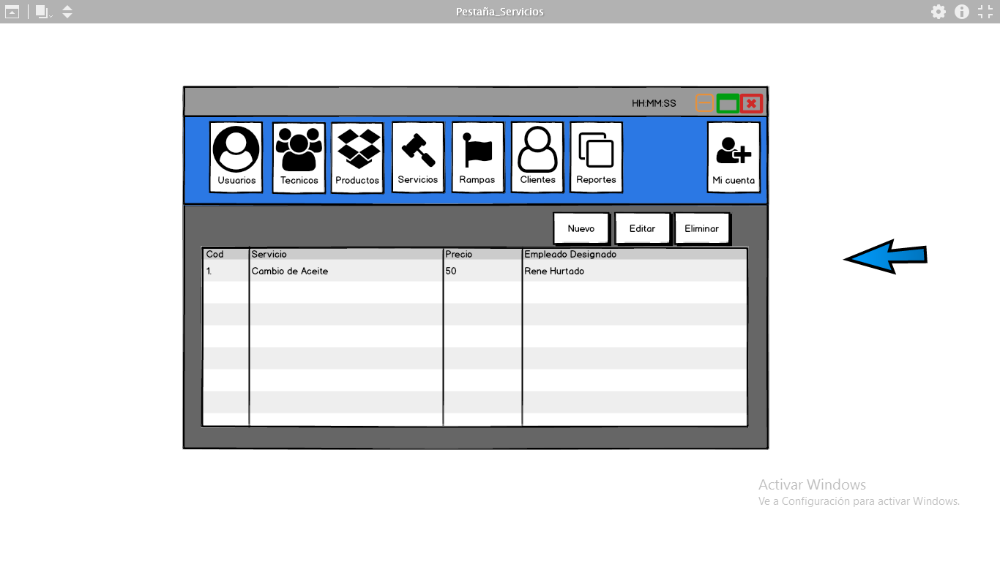 Pestaña_Servicios
HH:MM:SS
Usuarios Tecnicos Productos Servicios Rampas Clientes Reportes Mi cuenta
Nuevo Editar Eliminar
Cod Servicio Precio Empleado Designado
1. Cambio de Aceite 50 Rene Hurtado
Activar Windows
Ve a Configuración para activar Windows.